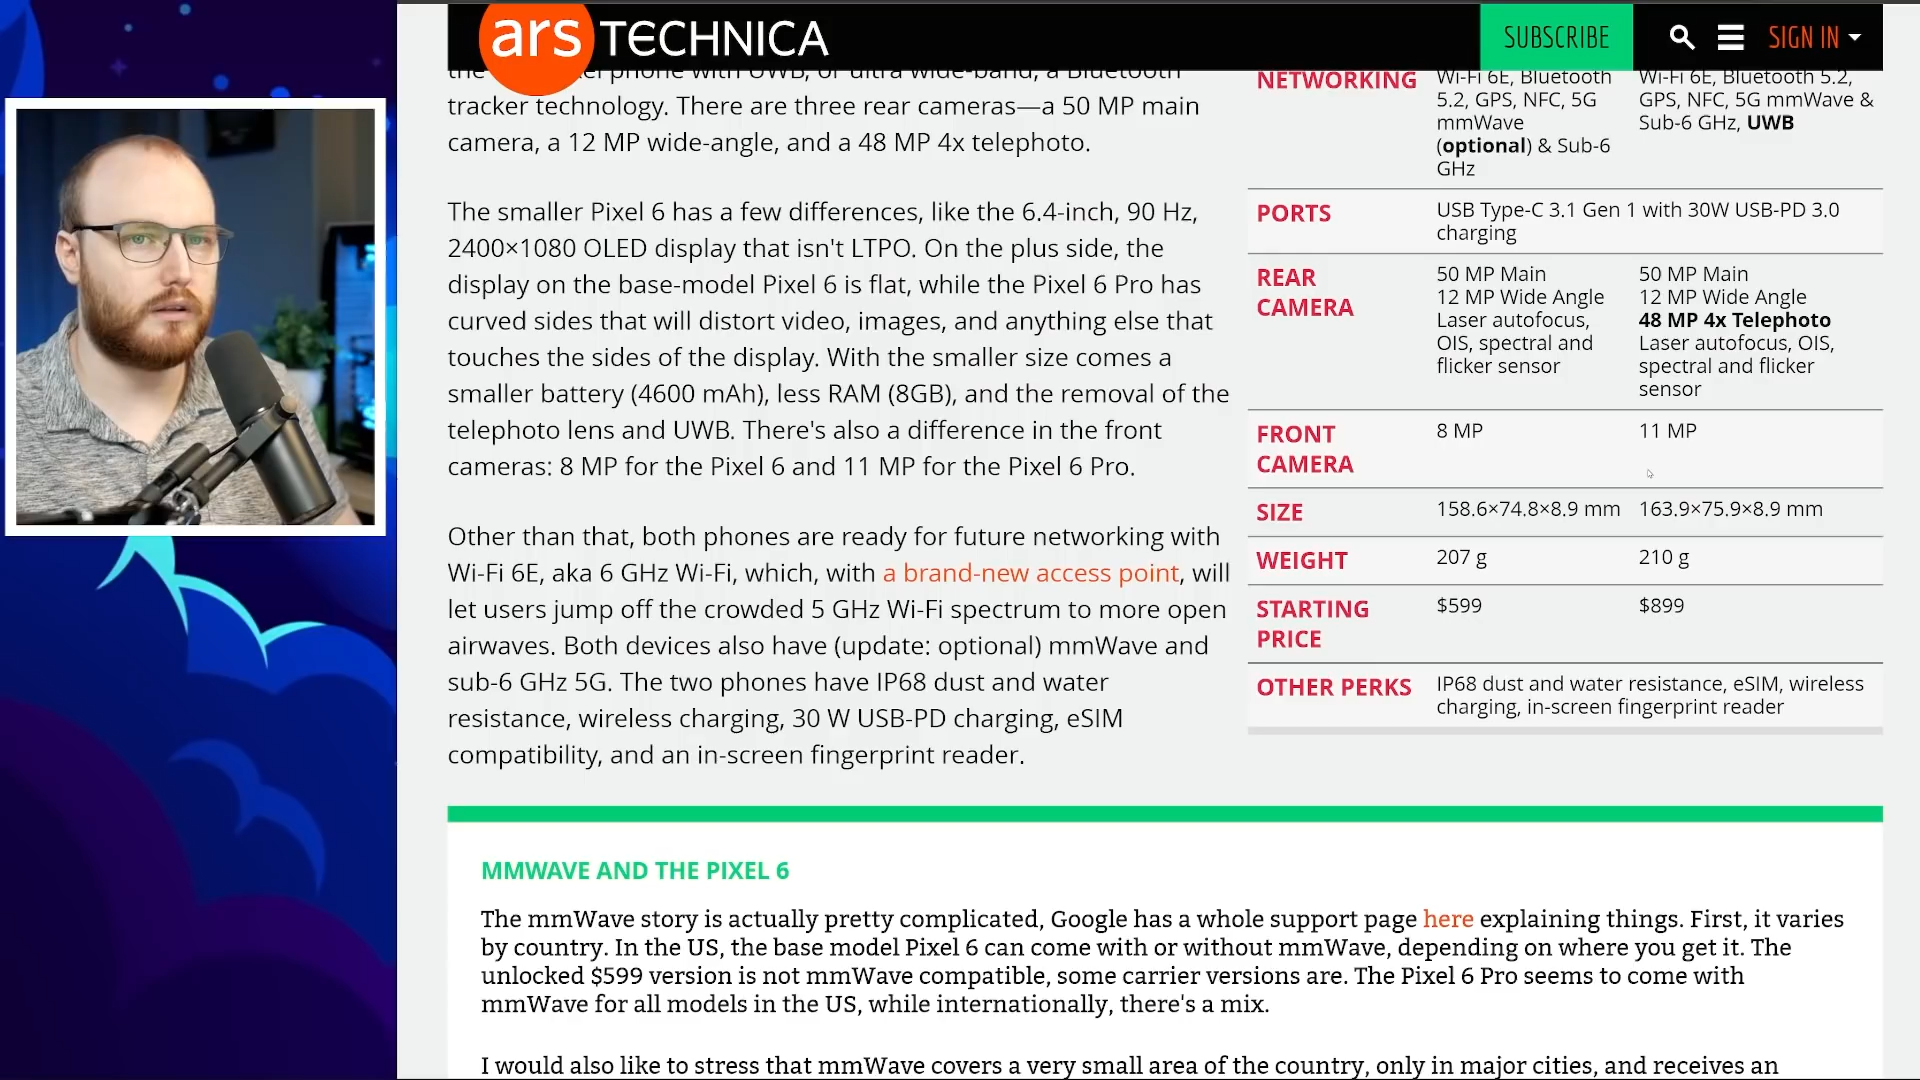 ars TECHNICA
SUBSCRIBE
SIGN IN
phone with UWB, or ultra wide-band, a Bluetooth
tracker technology. There are three rear cameras—a 50 MP main
camera, a 12 MP wide-angle, and a 48 MP 4x telephoto.
The smaller Pixel 6 has a few differences, like the 6.4-inch, 90 Hz,
2400×1080 OLED display that isn't LTPO. On the plus side, the
display on the base-model Pixel 6 is flat, while the Pixel 6 Pro has
curved sides that will distort video, images, and anything else that
touches the sides of the display. With the smaller size comes a
smaller battery (4600 mAh), less RAM (8GB), and the removal of the
telephoto lens and UWB. There's also a difference in the front
cameras: 8 MP for the Pixel 6 and 11 MP for the Pixel 6 Pro.
Other than that, both phones are ready for future networking with
Wi-Fi 6E, aka 6 GHz Wi-Fi, which, with a brand-new access point, will
let users jump off the crowded 5 GHz Wi-Fi spectrum to more open
airwaves. Both devices also have (update: optional) mmWave and
sub-6 GHz 5G. The two phones have IP68 dust and water
resistance, wireless charging, 30 W USB-PD charging, eSIM
compatibility, and an in-screen fingerprint reader.
NETWORKING
Wi-Fi 6E, Bluetooth
5.2, GPS, NFC, 5G
mmWave
(optional) & Sub-6
GHz
Wi-Fi 6E, Bluetooth 5.2,
GPS, NFC, 5G mmWave &
Sub-6 GHz, UWB
PORTS
USB Type-C 3.1 Gen 1 with 30W USB-PD 3.0
charging
REAR
CAMERA
50 MP Main
12 MP Wide Angle
Laser autofocus,
OIS, spectral and
flicker sensor
50 MP Main
12 MP Wide Angle
48 MP 4x Telephoto
Laser autofocus, OIS,
spectral and flicker
sensor
FRONT
CAMERA
8 MP
11 MP
SIZE
158.6×74.8×8.9 mm
163.9×75.9×8.9 mm
WEIGHT
207 g
210 g
STARTING
PRICE
$599
$899
OTHER PERKS
IP68 dust and water resistance, eSIM, wireless
charging, in-screen fingerprint reader
MMWAVE AND THE PIXEL 6
The mmWave story is actually pretty complicated, Google has a whole support page here explaining things. First, it varies
by country. In the US, the base model Pixel 6 can come with or without mmWave, depending on where you get it. The
unlocked $599 version is not mmWave compatible, some carrier versions are. The Pixel 6 Pro seems to come with
mmWave for all models in the US, while internationally, there's a mix.
I would also like to stress that mmWave covers a very small area of the country, only in major cities, and receives an